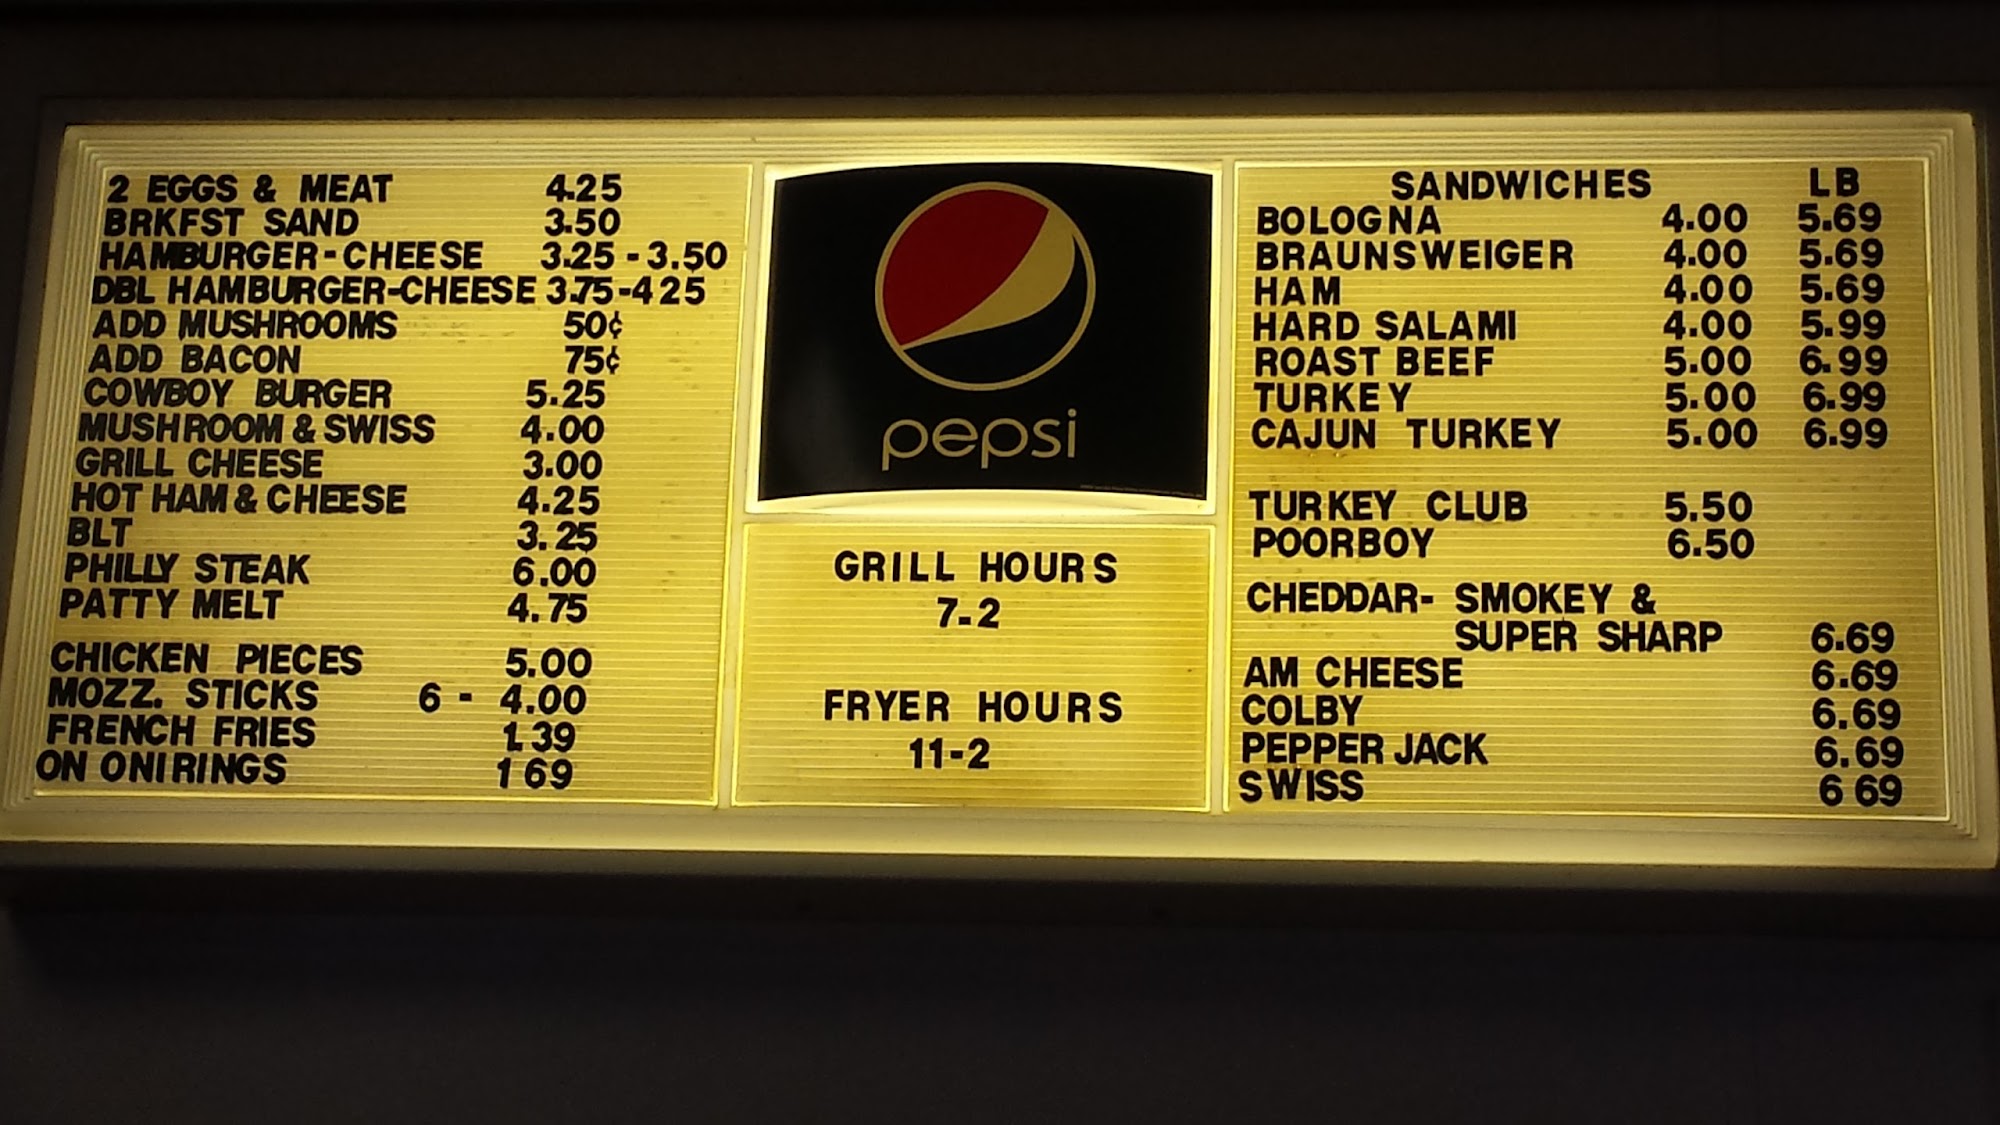 2 EGGS & MEAT 4.25
BRKFST SAND 3.50
HAMBURGER-CHEESE 3.25 - 3.50
DBL HAMBURGER-CHEESE 3.75-4 25
ADD MUSHROOMS 50¢
ADD BACON 75¢
COWBOY BURGER 5.25
MUSHROOM & SWISS 4.00
GRILL CHEESE 3.00
HOT HAM & CHEESE 4.25
BLT 3.25
PHILLY STEAK 6.00
PATTY MELT 4.75
CHICKEN PIECES 5.00
MOZZ. STICKS 6 - 4.00
FRENCH FRIES 1.39
ON ONI RINGS 1 69
pepsi
GRILL HOURS
7-2
FRYER HOURS
11-2
SANDWICHES LB
BOLOGNA 4.00 5.69
BRAUNSWEIGER 4.00 5.69
HAM 4.00 5.69
HARD SALAMI 4.00 5.99
ROAST BEEF 5.00 6.99
TURKEY 5.00 6.99
CAJUN TURKEY 5.00 6.99
TURKEY CLUB 5.50
POORBOY 6.50
CHEDDAR- SMOKEY &
SUPER SHARP 6.69
AM CHEESE 6.69
COLBY 6.69
PEPPER JACK 6.69
SWISS 6 69